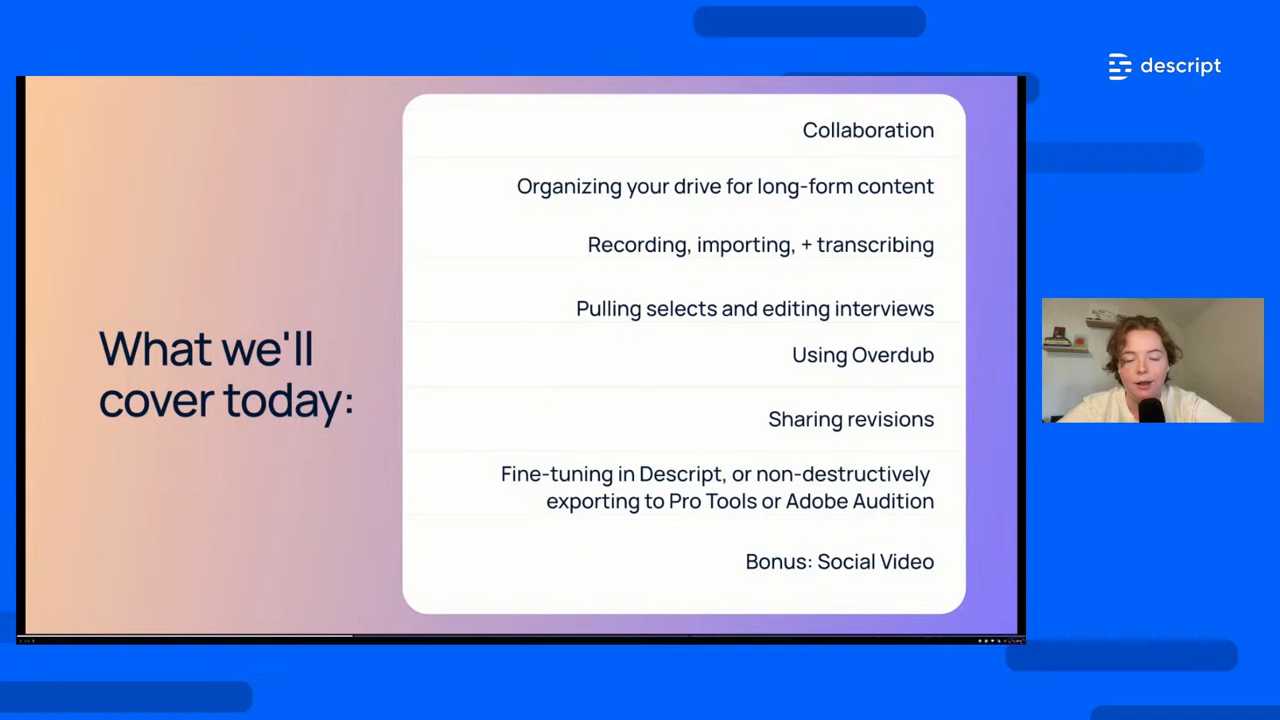 descript
What we'll
cover today:
Collaboration
Organizing your drive for long-form content
Recording, importing, + transcribing
Pulling selects and editing interviews
Using Overdub
Sharing revisions
Fine-tuning in Descript, or non-destructively
exporting to Pro Tools or Adobe Audition
Bonus: Social Video